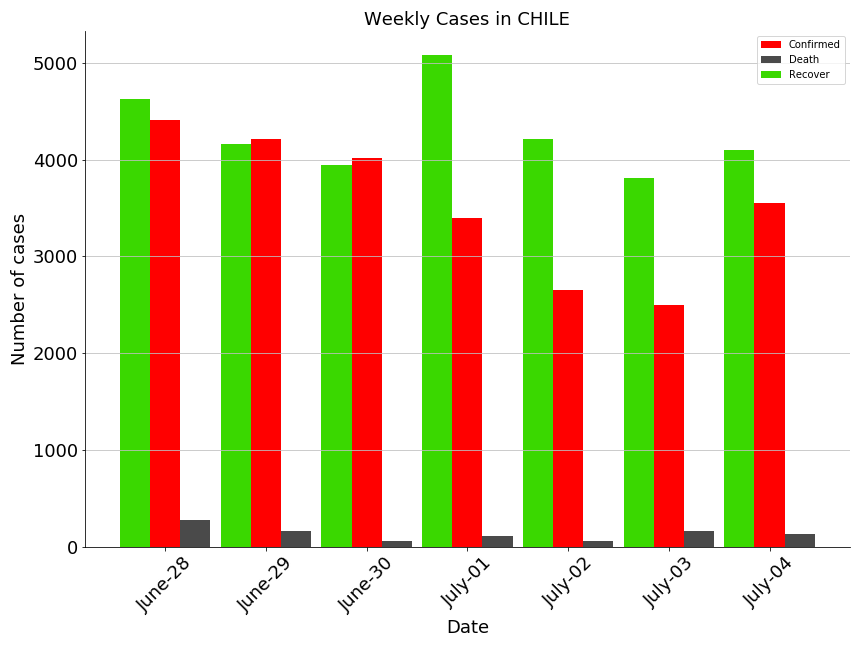 Weekly Cases in CHILE
Confirmed
Death
Recover
Number of cases
5000
4000
3000
2000
1000
0
June-28
June-29
June-30
July-01
July-02
July-03
July-04
Date